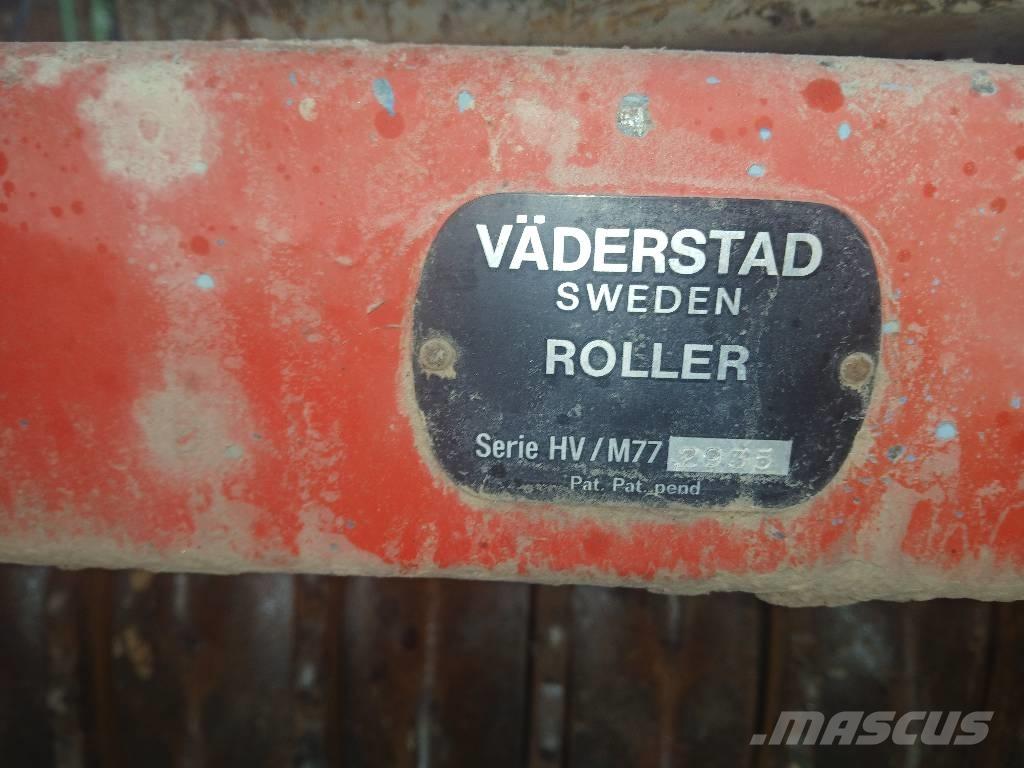 VÄDERSTAD
SWEDEN
ROLLER
Serie HV/M77 2935
Pat. Pat. pend
MASCUS